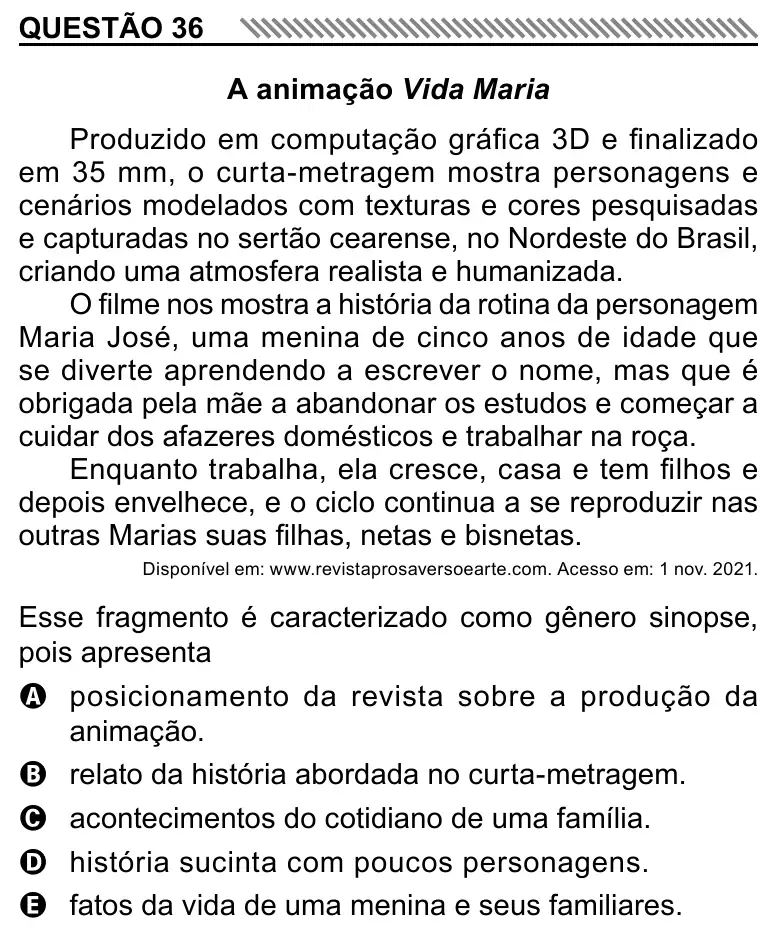 QUESTÃO 36
A animação Vida Maria
Produzido em computação gráfica 3D e finalizado
em 35 mm, o curta-metragem mostra personagens e
cenários modelados com texturas e cores pesquisadas
e capturadas no sertão cearense, no Nordeste do Brasil,
criando uma atmosfera realista e humanizada.
O filme nos mostra a história da rotina da personagem
Maria José, uma menina de cinco anos de idade que
se diverte aprendendo a escrever o nome, mas que é
obrigada pela mãe a abandonar os estudos e começar a
cuidar dos afazeres domésticos e trabalhar na roça.
Enquanto trabalha, ela cresce, casa e tem filhos e
depois envelhece, e o ciclo continua a se reproduzir nas
outras Marias suas filhas, netas e bisnetas.
Disponível em: www.revistaprosaversoearte.com. Acesso em: 1 nov. 2021.
Esse fragmento é caracterizado como gênero sinopse,
pois apresenta
A posicionamento da revista sobre a produção da
animação.
B relato da história abordada no curta-metragem.
C acontecimentos do cotidiano de uma família.
D história sucinta com poucos personagens.
E fatos da vida de uma menina e seus familiares.